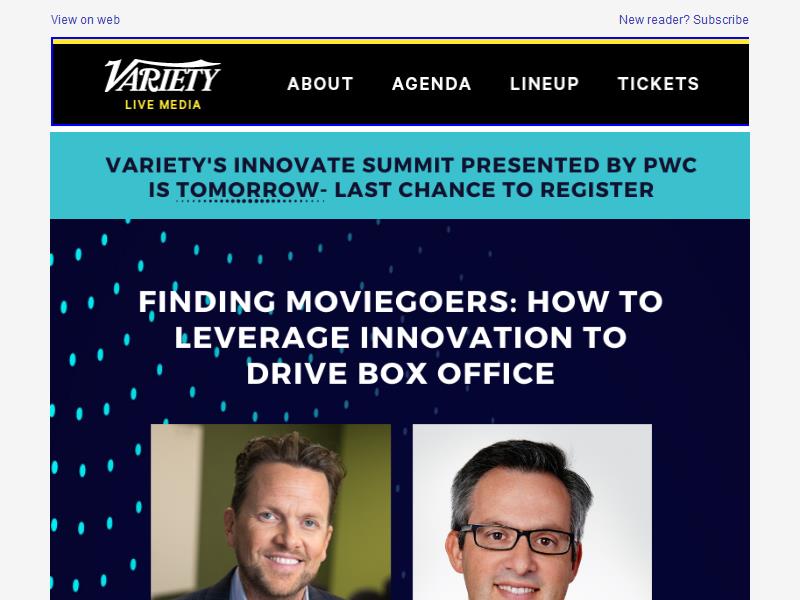 View on web
New reader? Subscribe
VARIETY
LIVE MEDIA
ABOUT
AGENDA
LINEUP
TICKETS
VARIETY'S INNOVATE SUMMIT PRESENTED BY PWC
IS TOMORROW- LAST CHANCE TO REGISTER
FINDING MOVIEGOERS: HOW TO
LEVERAGE INNOVATION TO
DRIVE BOX OFFICE